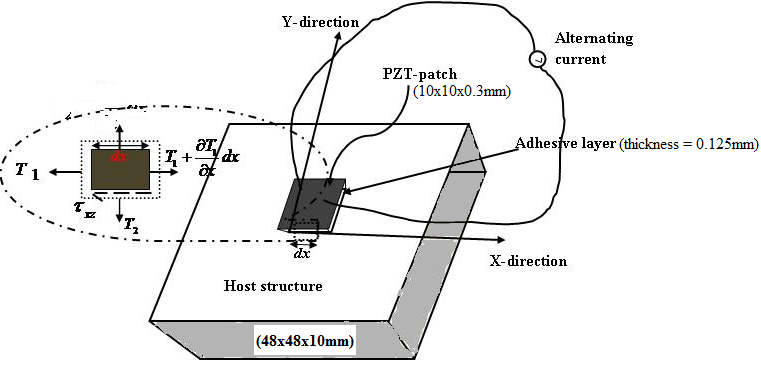 Y-direction
Alternating
current
PZT-patch
(10x10x0.3mm)
Adhesive layer (thickness = 0.125mm)
dx
T 1
T₁ + ∂T₁/∂x dx
τxz
T₂
dx
X-direction
Host structure
(48x48x10mm)